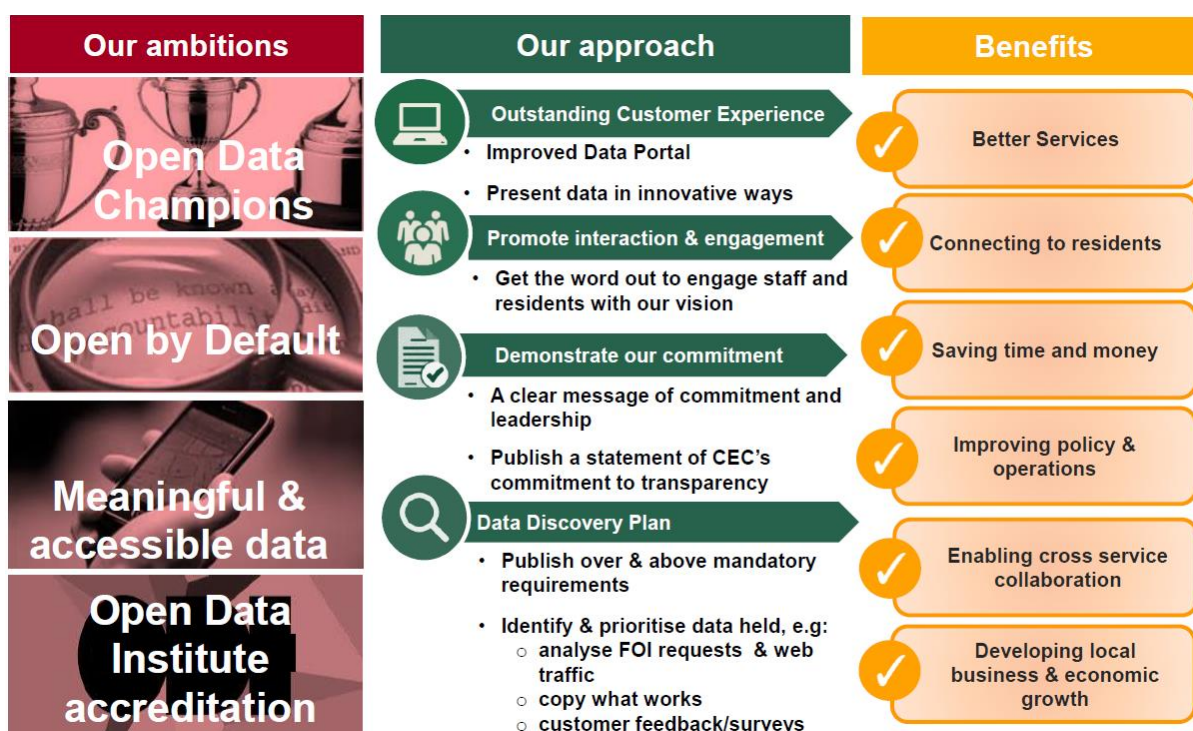 Our ambitions
Open Data
Champions
shall be known
accountabilit
Open by Default
Meaningful &
accessible data
Open Data
Institute
accreditation
Our approach
Outstanding Customer Experience
• Improved Data Portal
• Present data in innovative ways
Promote interaction & engagement
• Get the word out to engage staff and
residents with our vision
Demonstrate our commitment
• A clear message of commitment and
leadership
• Publish a statement of CEC's
commitment to transparency
Data Discovery Plan
• Publish over & above mandatory
requirements
• Identify & prioritise data held, e.g:
o analyse FOI requests & web
traffic
o copy what works
o customer feedback/surveys
Benefits
Better Services
Connecting to residents
Saving time and money
Improving policy &
operations
Enabling cross service
collaboration
Developing local
business & economic
growth